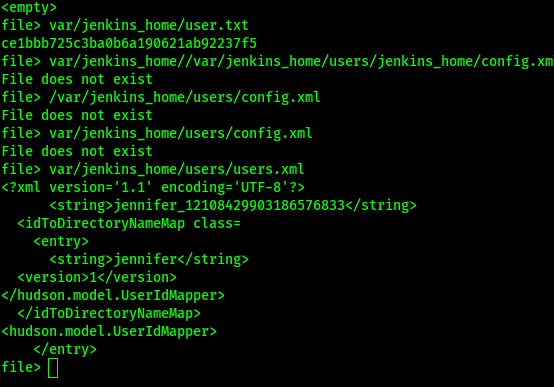 <empty>
file> var/jenkins_home/user.txt
ce1bbb725c3ba0b6a190621ab92237f5
file> var/jenkins_home//var/jenkins_home/users/jenkins_home/config.xm
File does not exist
file> /var/jenkins_home/users/config.xml
File does not exist
file> var/jenkins_home/users/config.xml
File does not exist
file> var/jenkins_home/users/users.xml
<?xml version='1.1' encoding='UTF-8'?>
      <string>jennifer_12108429903186576833</string>
  <idToDirectoryNameMap class=
    <entry>
      <string>jennifer</string>
  <version>1</version>
</hudson.model.UserIdMapper>
  </idToDirectoryNameMap>
<hudson.model.UserIdMapper>
    </entry>
file>